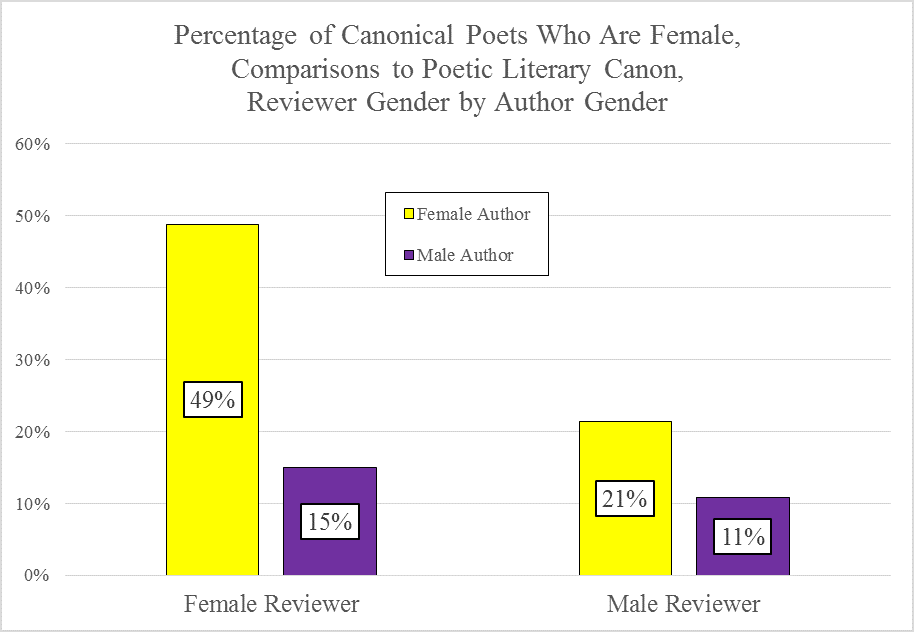 Percentage of Canonical Poets Who Are Female,
Comparisons to Poetic Literary Canon,
Reviewer Gender by Author Gender
60%
50%
40%
30%
20%
10%
0%
Female Author
Male Author
49%
15%
21%
11%
Female Reviewer
Male Reviewer